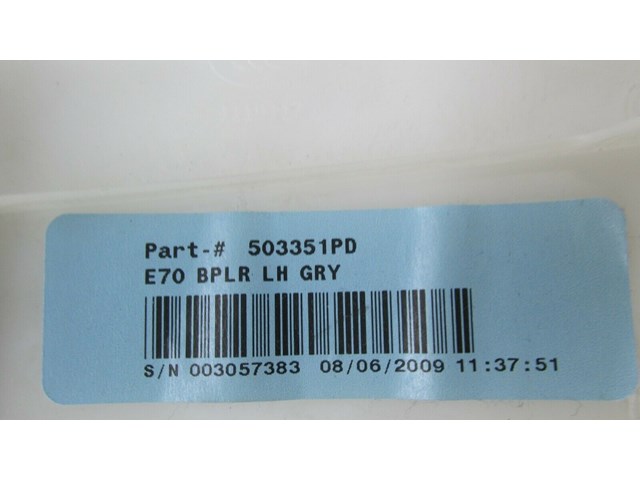 Part-# 503351PD
E70 BPLR LH GRY
S/N 003057383 08/06/2009 11:37:51